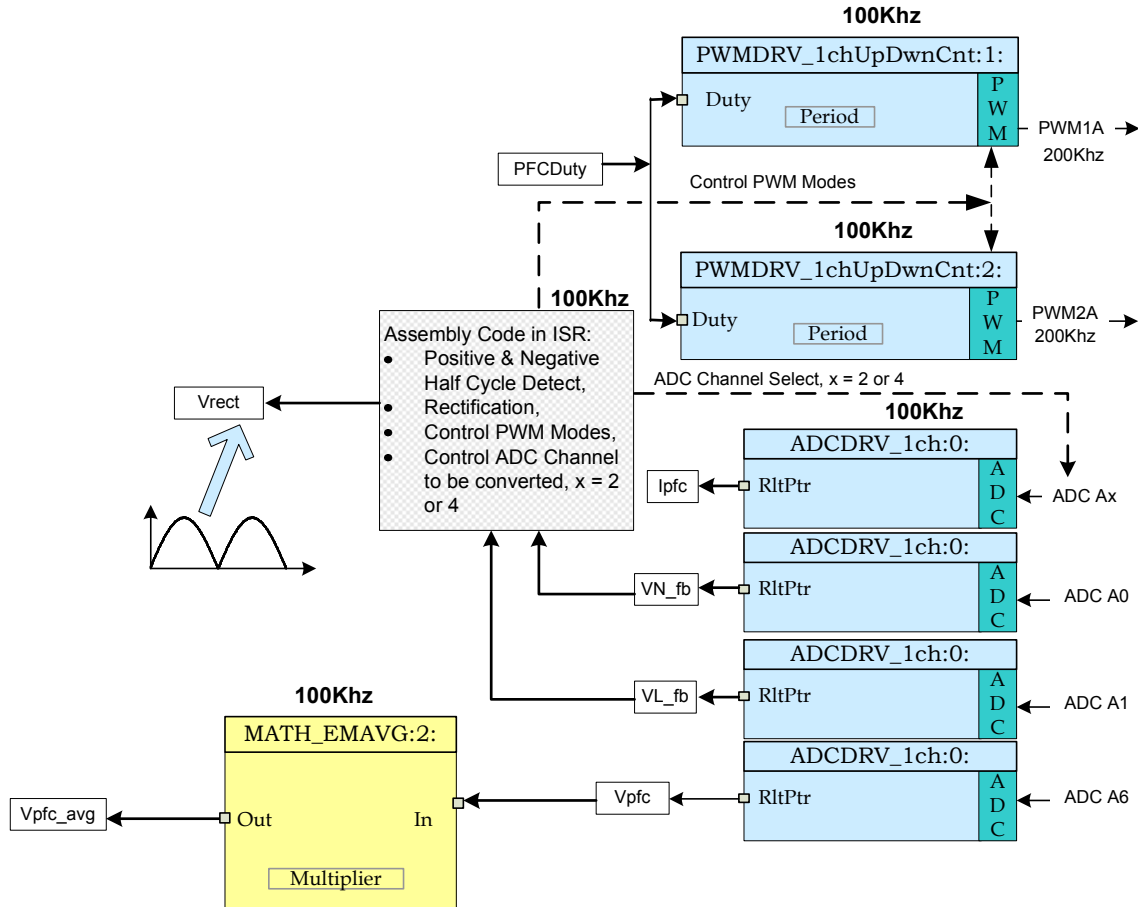 100Khz
PWMDRV_1chUpDwnCnt:1:
Duty
Period
P
W
M
PWM1A
200Khz
PFCDuty
Control PWM Modes
100Khz
PWMDRV_1chUpDwnCnt:2:
Duty
Period
P
W
M
PWM2A
200Khz
100Khz
Assembly Code in ISR:
• Positive & Negative
Half Cycle Detect,
• Rectification,
• Control PWM Modes,
• Control ADC Channel
to be converted, x = 2
or 4
Vrect
ADC Channel Select, x = 2 or 4
100Khz
ADCDRV_1ch:0:
Ipfc
RltPtr
A
D
C
ADC Ax
ADCDRV_1ch:0:
VN_fb
RltPtr
A
D
C
ADC A0
ADCDRV_1ch:0:
VL_fb
RltPtr
A
D
C
ADC A1
ADCDRV_1ch:0:
Vpfc
RltPtr
A
D
C
ADC A6
100Khz
MATH_EMAVG:2:
Vpfc_avg
Out
In
Multiplier